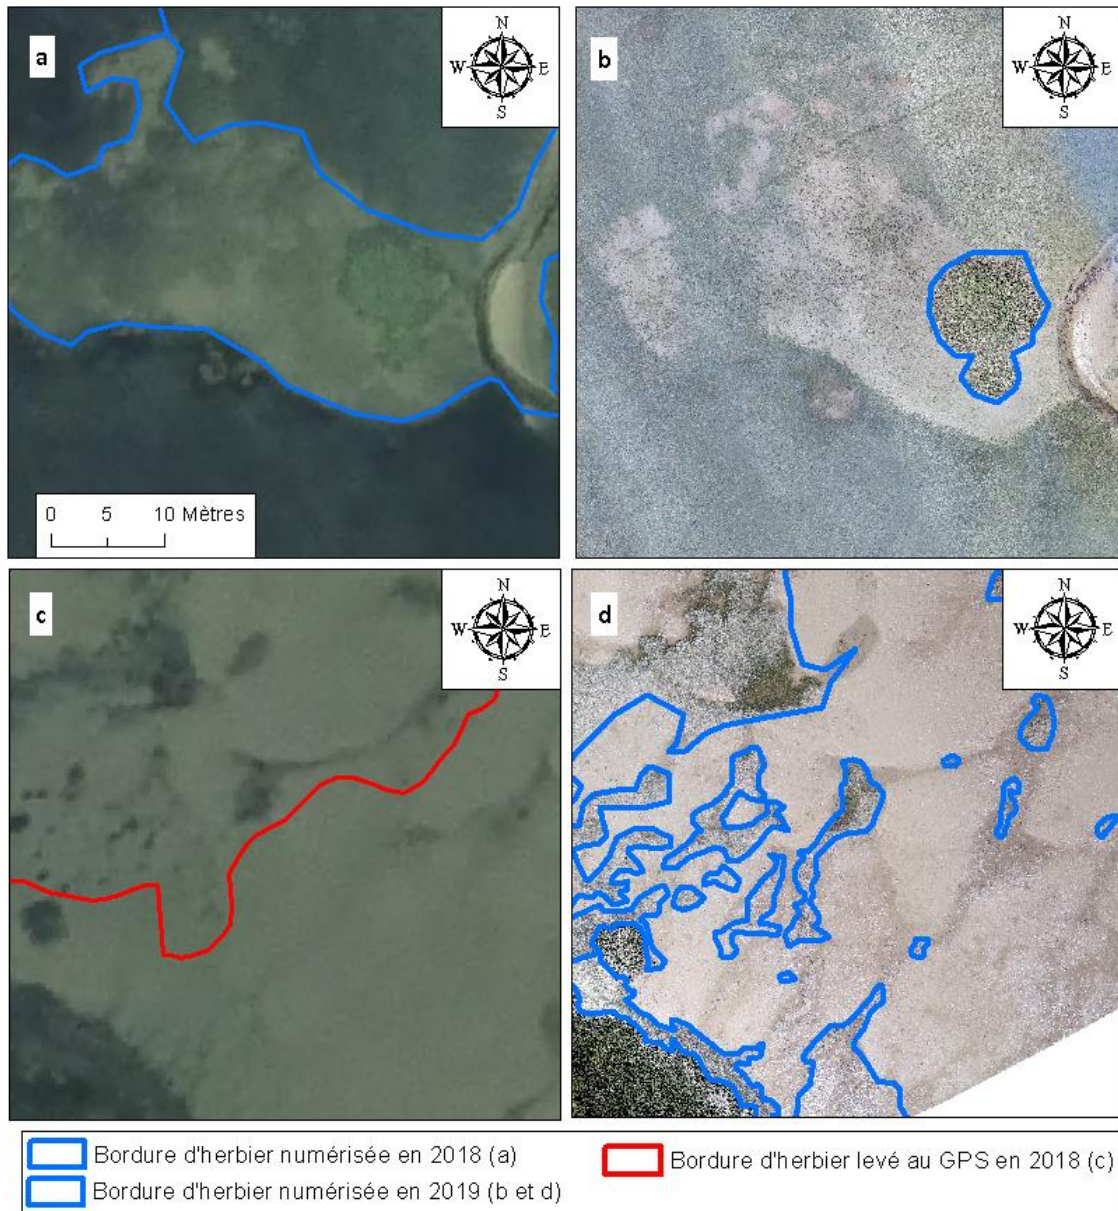 a
N
W E
S
0 5 10 Mètres
b
N
W E
S
c
N
W E
S
d
N
W E
S
Bordure d'herbier numérisée en 2018 (a)
Bordure d'herbier numérisée en 2019 (b et d)
Bordure d'herbier levé au GPS en 2018 (c)